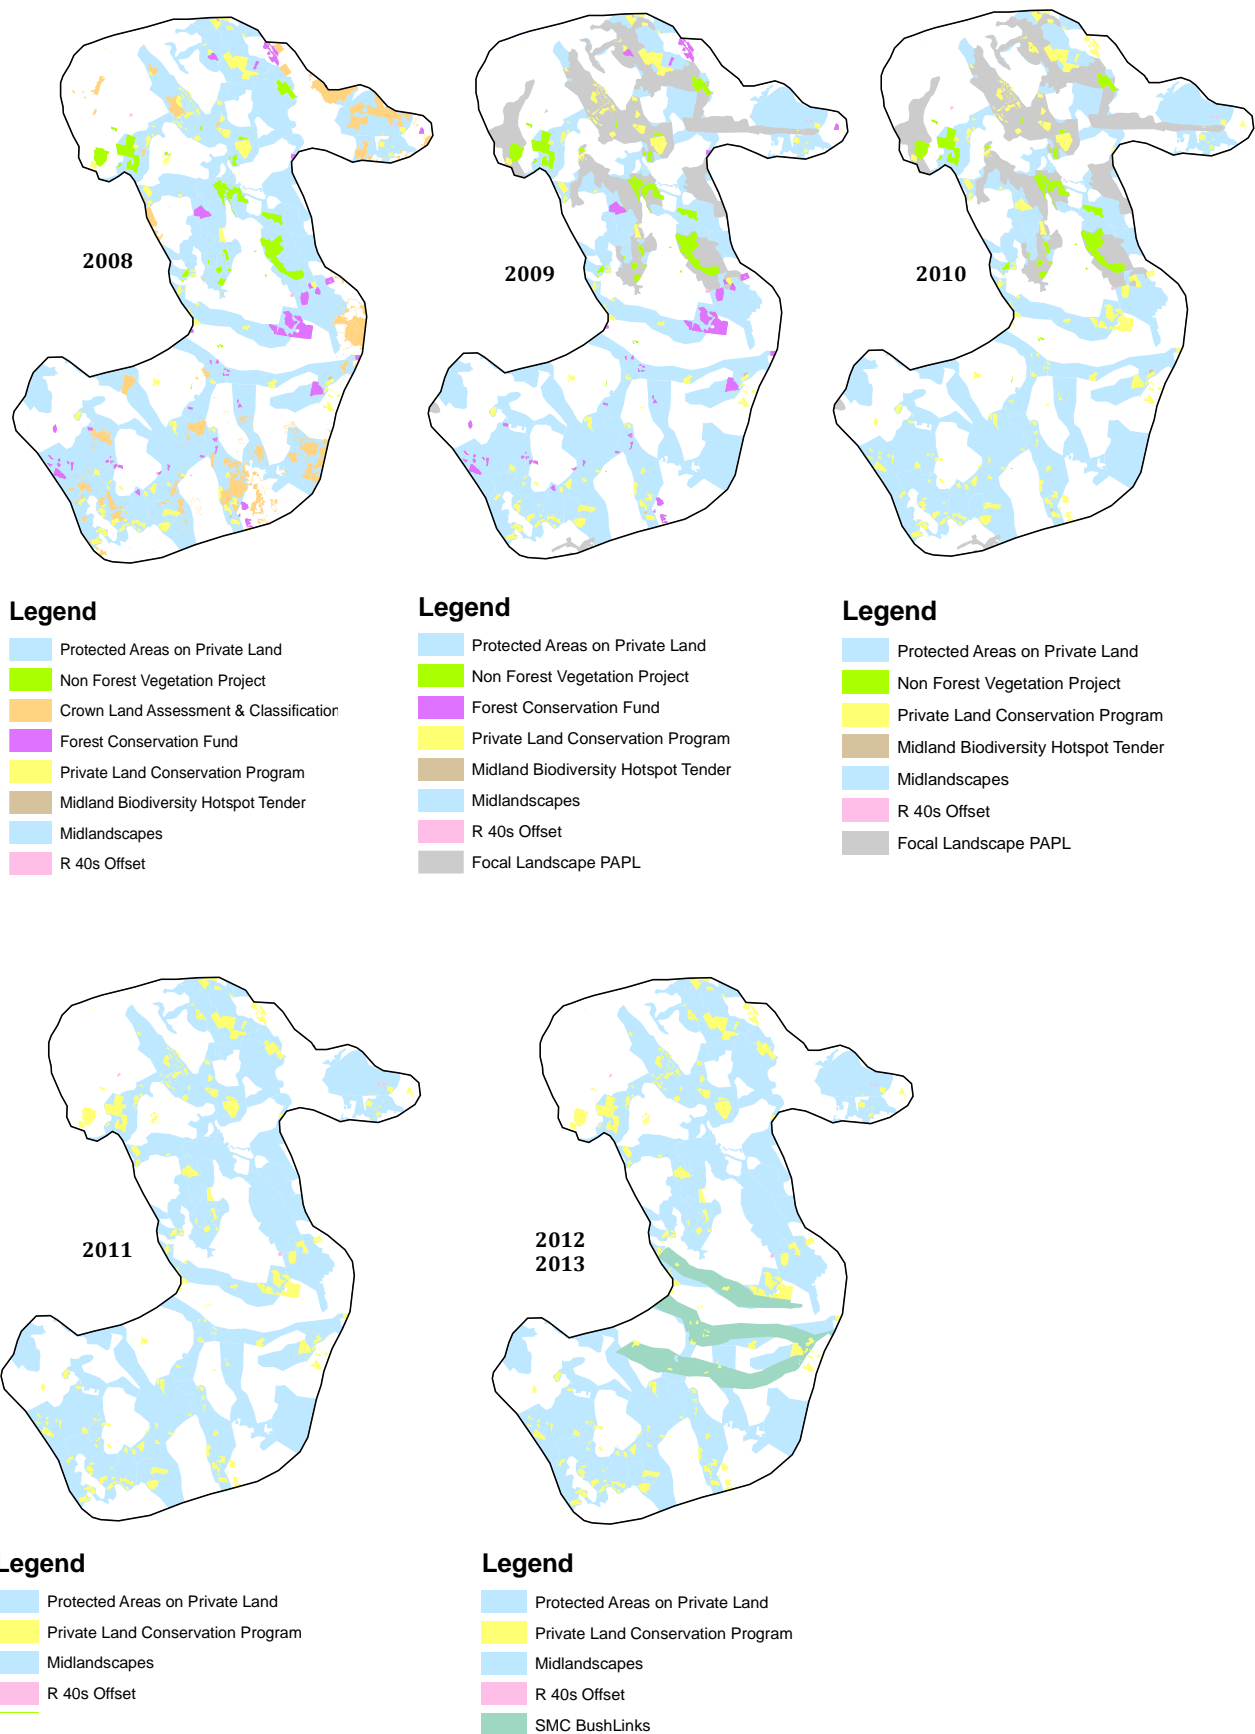 2008
2009
2010
Legend
Protected Areas on Private Land
Non Forest Vegetation Project
Crown Land Assessment & Classification
Forest Conservation Fund
Private Land Conservation Program
Midland Biodiversity Hotspot Tender
Midlandscapes
R 40s Offset
Legend
Protected Areas on Private Land
Non Forest Vegetation Project
Forest Conservation Fund
Private Land Conservation Program
Midland Biodiversity Hotspot Tender
Midlandscapes
R 40s Offset
Focal Landscape PAPL
Legend
Protected Areas on Private Land
Non Forest Vegetation Project
Private Land Conservation Program
Midland Biodiversity Hotspot Tender
Midlandscapes
R 40s Offset
Focal Landscape PAPL
2011
2012
2013
Legend
Protected Areas on Private Land
Private Land Conservation Program
Midlandscapes
R 40s Offset
Legend
Protected Areas on Private Land
Private Land Conservation Program
Midlandscapes
R 40s Offset
SMC BushLinks